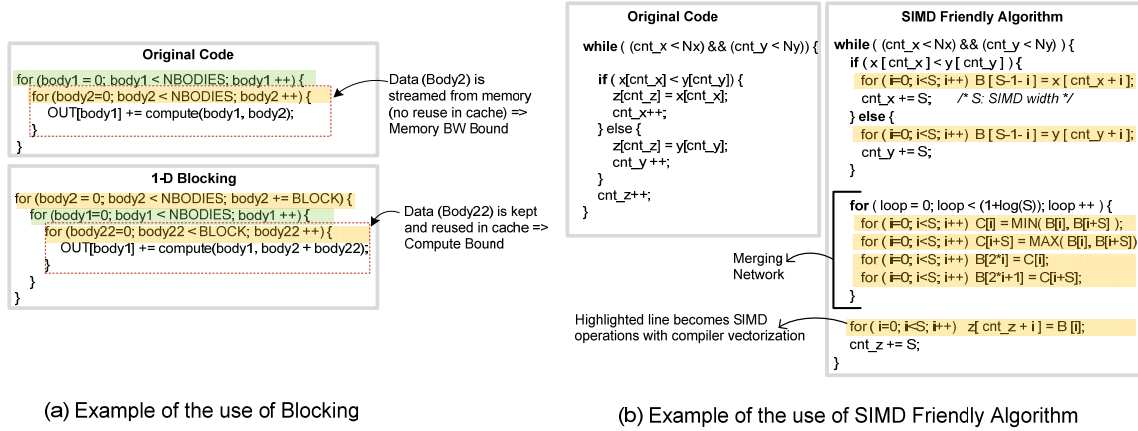 Original Code
for (body1 = 0; body1 < NBODIES; body1 ++) {
for (body2=0; body2 < NBODIES; body2 ++) {
OUT[body1] += compute(body1, body2);
}
}
Data (Body2) is
streamed from memory
(no reuse in cache) =>
Memory BW Bound
1-D Blocking
for (body2 = 0; body2 < NBODIES; body2 += BLOCK) {
for (body1=0; body1 < NBODIES; body1 ++) {
for (body22=0; body22 < BLOCK; body22 ++) {
OUT[body1] += compute(body1, body2 + body22);
}
}
}
Data (Body22) is kept
and reused in cache =>
Compute Bound
(a) Example of the use of Blocking
Original Code
while ( (cnt_x < Nx) && (cnt_y < Ny)) {
if ( x[cnt_x] < y[cnt_y]) {
z[cnt_z] = x[cnt_x];
cnt_x++;
} else {
z[cnt_z] = y[cnt_y];
cnt_y ++;
}
cnt_z++;
}
SIMD Friendly Algorithm
while ( (cnt_x < Nx) && (cnt_y < Ny) ) {
if ( x [ cnt_x ] < y [ cnt_y ] ) {
for ( i=0; i<S; i++) B [ S-1- i ] = x [ cnt_x + i ];
cnt_x += S; /* S: SIMD width */
} else {
for ( i=0; i<S; i++) B [ S-1- i ] = y [ cnt_y + i ];
cnt_y += S;
}
for ( loop = 0; loop < (1+log(S)); loop ++ ) {
for ( i=0; i<S; i++) C[i] = MIN( B[i], B[i+S] );
for ( i=0; i<S; i++) C[i+S] = MAX( B[i], B[i+S])
for ( i=0; i<S; i++) B[2*i] = C[i];
for ( i=0; i<S; i++) B[2*i+1] = C[i+S];
}
for ( i=0; i<S; i++) z[ cnt_z + i ] = B [i];
cnt_z += S;
}
Merging
Network
Highlighted line becomes SIMD
operations with compiler vectorization
(b) Example of the use of SIMD Friendly Algorithm